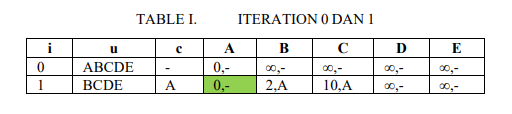 TABLE I. ITERATION 0 DAN 1
i u c A B C D E
0 ABCDE - 0,- ∞,- ∞,- ∞,- ∞,-
1 BCDE A 0,- 2,A 10,A ∞,- ∞,-